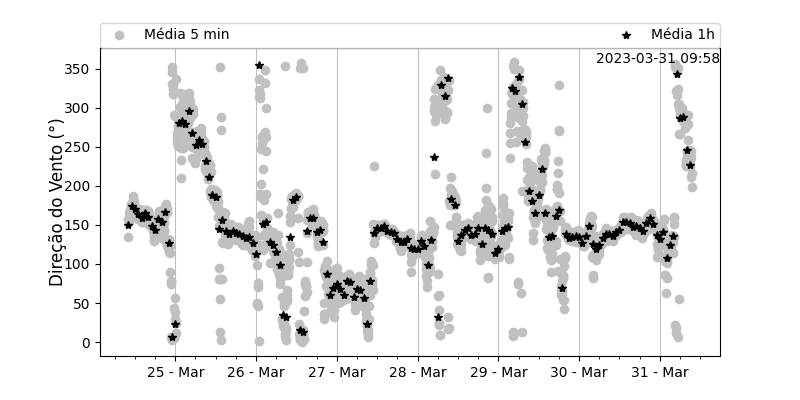 Média 5 min
Média 1h
2023-03-31 09:58
Direção do Vento (°)
350
300
250
200
150
100
50
0
25 - Mar
26 - Mar
27 - Mar
28 - Mar
29 - Mar
30 - Mar
31 - Mar